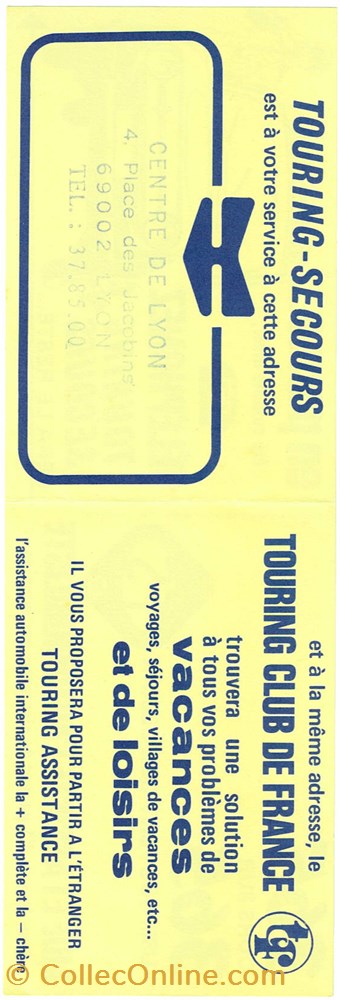 TOURING-SECOURS
est à votre service à cette adresse
CENTRE DE LYON
4, Place des Jacobins
69002 LYON
TEL. : 37.85.00
et à la même adresse, le
TOURING CLUB DE FRANCE
tcf
trouvera une solution
à tous vos problèmes de
vacances
voyages, séjours, villages de vacances, etc...
et de loisirs
IL VOUS PROPOSERA POUR PARTIR A L'ÉTRANGER
TOURING ASSISTANCE
l'assistance automobile internationale la + complète et la – chère
© CollecOnline.com